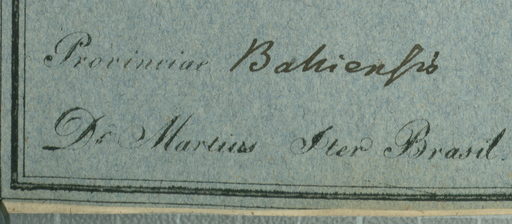 Provinciae Bahiensis
Dr Martius Iter Brasil.